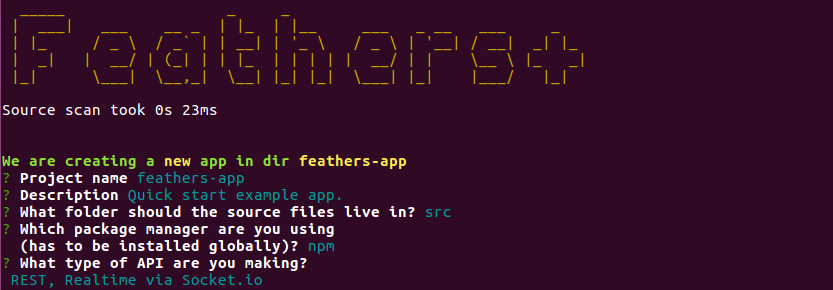 Feathers+
Source scan took 0s 23ms
We are creating a new app in dir feathers-app
? Project name feathers-app
? Description Quick start example app.
? What folder should the source files live in? src
? Which package manager are you using
(has to be installed globally)? npm
? What type of API are you making?
REST, Realtime via Socket.io